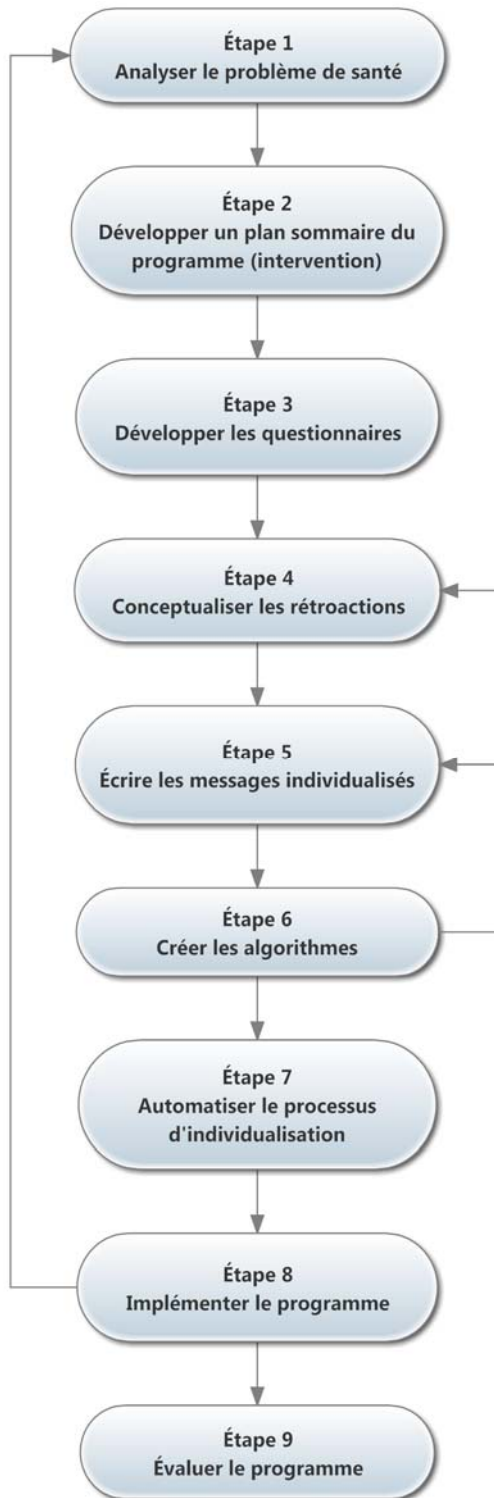 Étape 1
Analyser le problème de santé
Étape 2
Développer un plan sommaire du
programme (intervention)
Étape 3
Développer les questionnaires
Étape 4
Conceptualiser les rétroactions
Étape 5
Écrire les messages individualisés
Étape 6
Créer les algorithmes
Étape 7
Automatiser le processus
d'individualisation
Étape 8
Implémenter le programme
Étape 9
Évaluer le programme